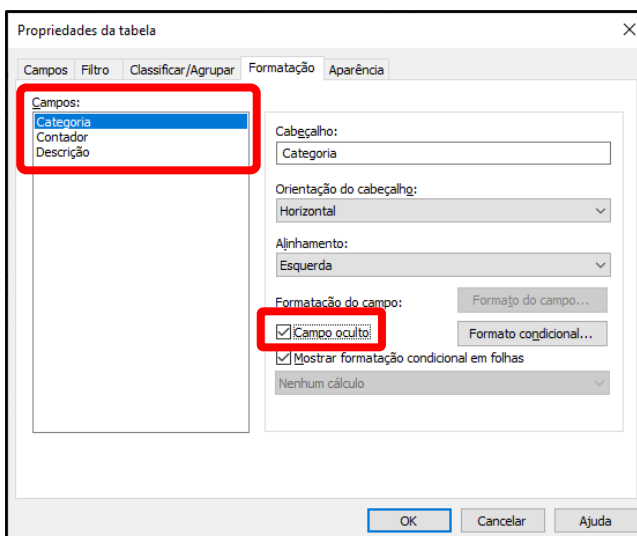 Propriedades da tabela
Campos Filtro Classificar/Agrupar Formatação Aparência
Campos:
Categoria
Contador
Descrição
Cabeçalho:
Categoria
Orientação do cabeçalho:
Horizontal
Alinhamento:
Esquerda
Formatação do campo:
Formato do campo...
Campo oculto
Formato condicional...
Mostrar formatação condicional em folhas
Nenhum cálculo
OK Cancelar Ajuda